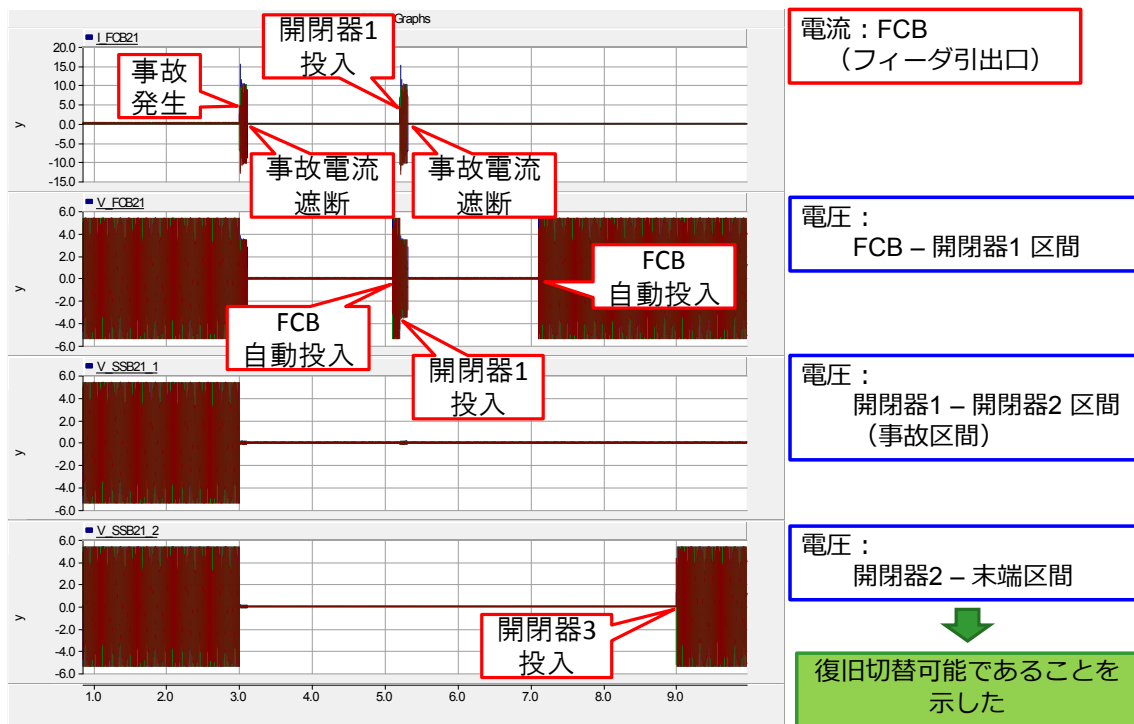 Graphs
I_FCB21
20.0
15.0
10.0
5.0
0.0
-5.0
-10.0
-15.0
y
事故
発生
開閉器1
投入
事故電流
遮断
事故電流
遮断
電流：FCB
（フィーダ引出口）
V_FCB21
6.0
4.0
2.0
0.0
-2.0
-4.0
-6.0
y
FCB
自動投入
開閉器1
投入
FCB
自動投入
電圧：
FCB – 開閉器1 区間
V_SSB21_1
6.0
4.0
2.0
0.0
-2.0
-4.0
-6.0
y
電圧：
開閉器1 – 開閉器2 区間
（事故区間）
V_SSB21_2
6.0
4.0
2.0
0.0
-2.0
-4.0
-6.0
y
開閉器3
投入
電圧：
開閉器2 – 末端区間
1.0 2.0 3.0 4.0 5.0 6.0 7.0 8.0 9.0
復旧切替可能であることを
示した